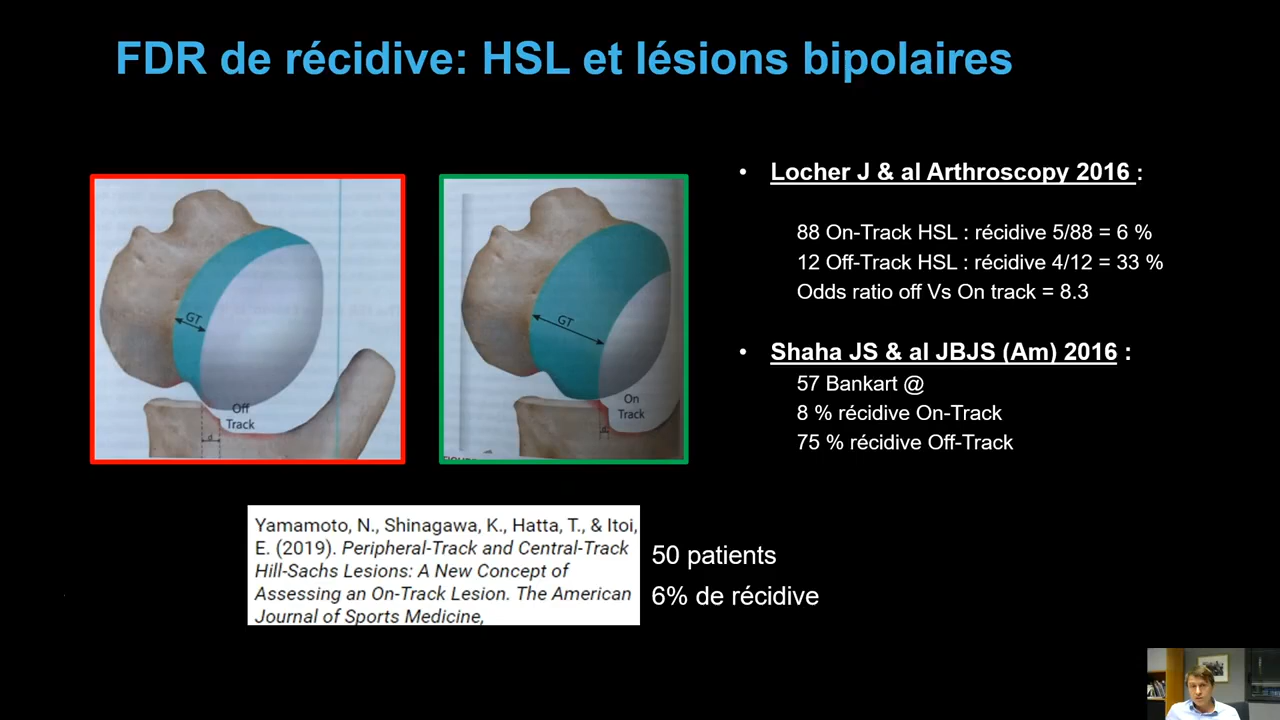 FDR de récidive: HSL et lésions bipolaires
GT
Off
Track
d
GT
On
Track
• Locher J & al Arthroscopy 2016 :
88 On-Track HSL : récidive 5/88 = 6 %
12 Off-Track HSL : récidive 4/12 = 33 %
Odds ratio off Vs On track = 8.3
• Shaha JS & al JBJS (Am) 2016 :
57 Bankart @
8 % récidive On-Track
75 % récidive Off-Track
Yamamoto, N., Shinagawa, K., Hatta, T., & Itoi,
E. (2019). Peripheral-Track and Central-Track
Hill-Sachs Lesions: A New Concept of
Assessing an On-Track Lesion. The American
Journal of Sports Medicine,
50 patients
6% de récidive